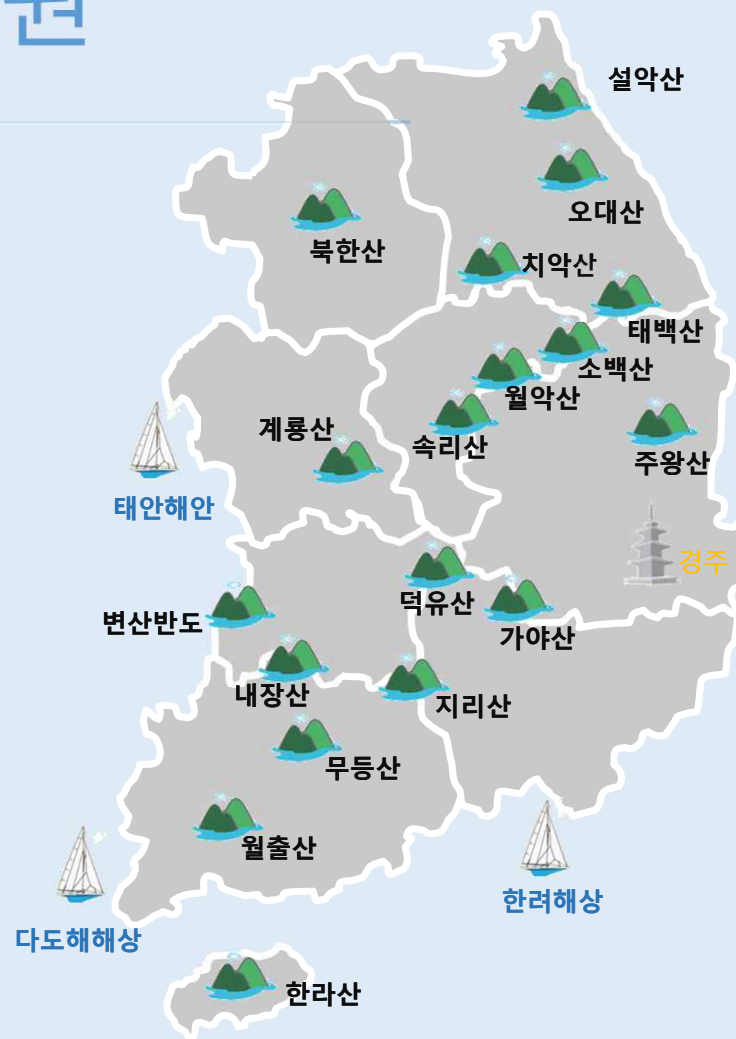 원
설악산
오대산
북한산
치악산
태백산
소백산
월악산
계룡산
속리산
주왕산
태안해안
경주
덕유산
변산반도
가야산
내장산
지리산
무등산
월출산
한려해상
다도해해상
한라산